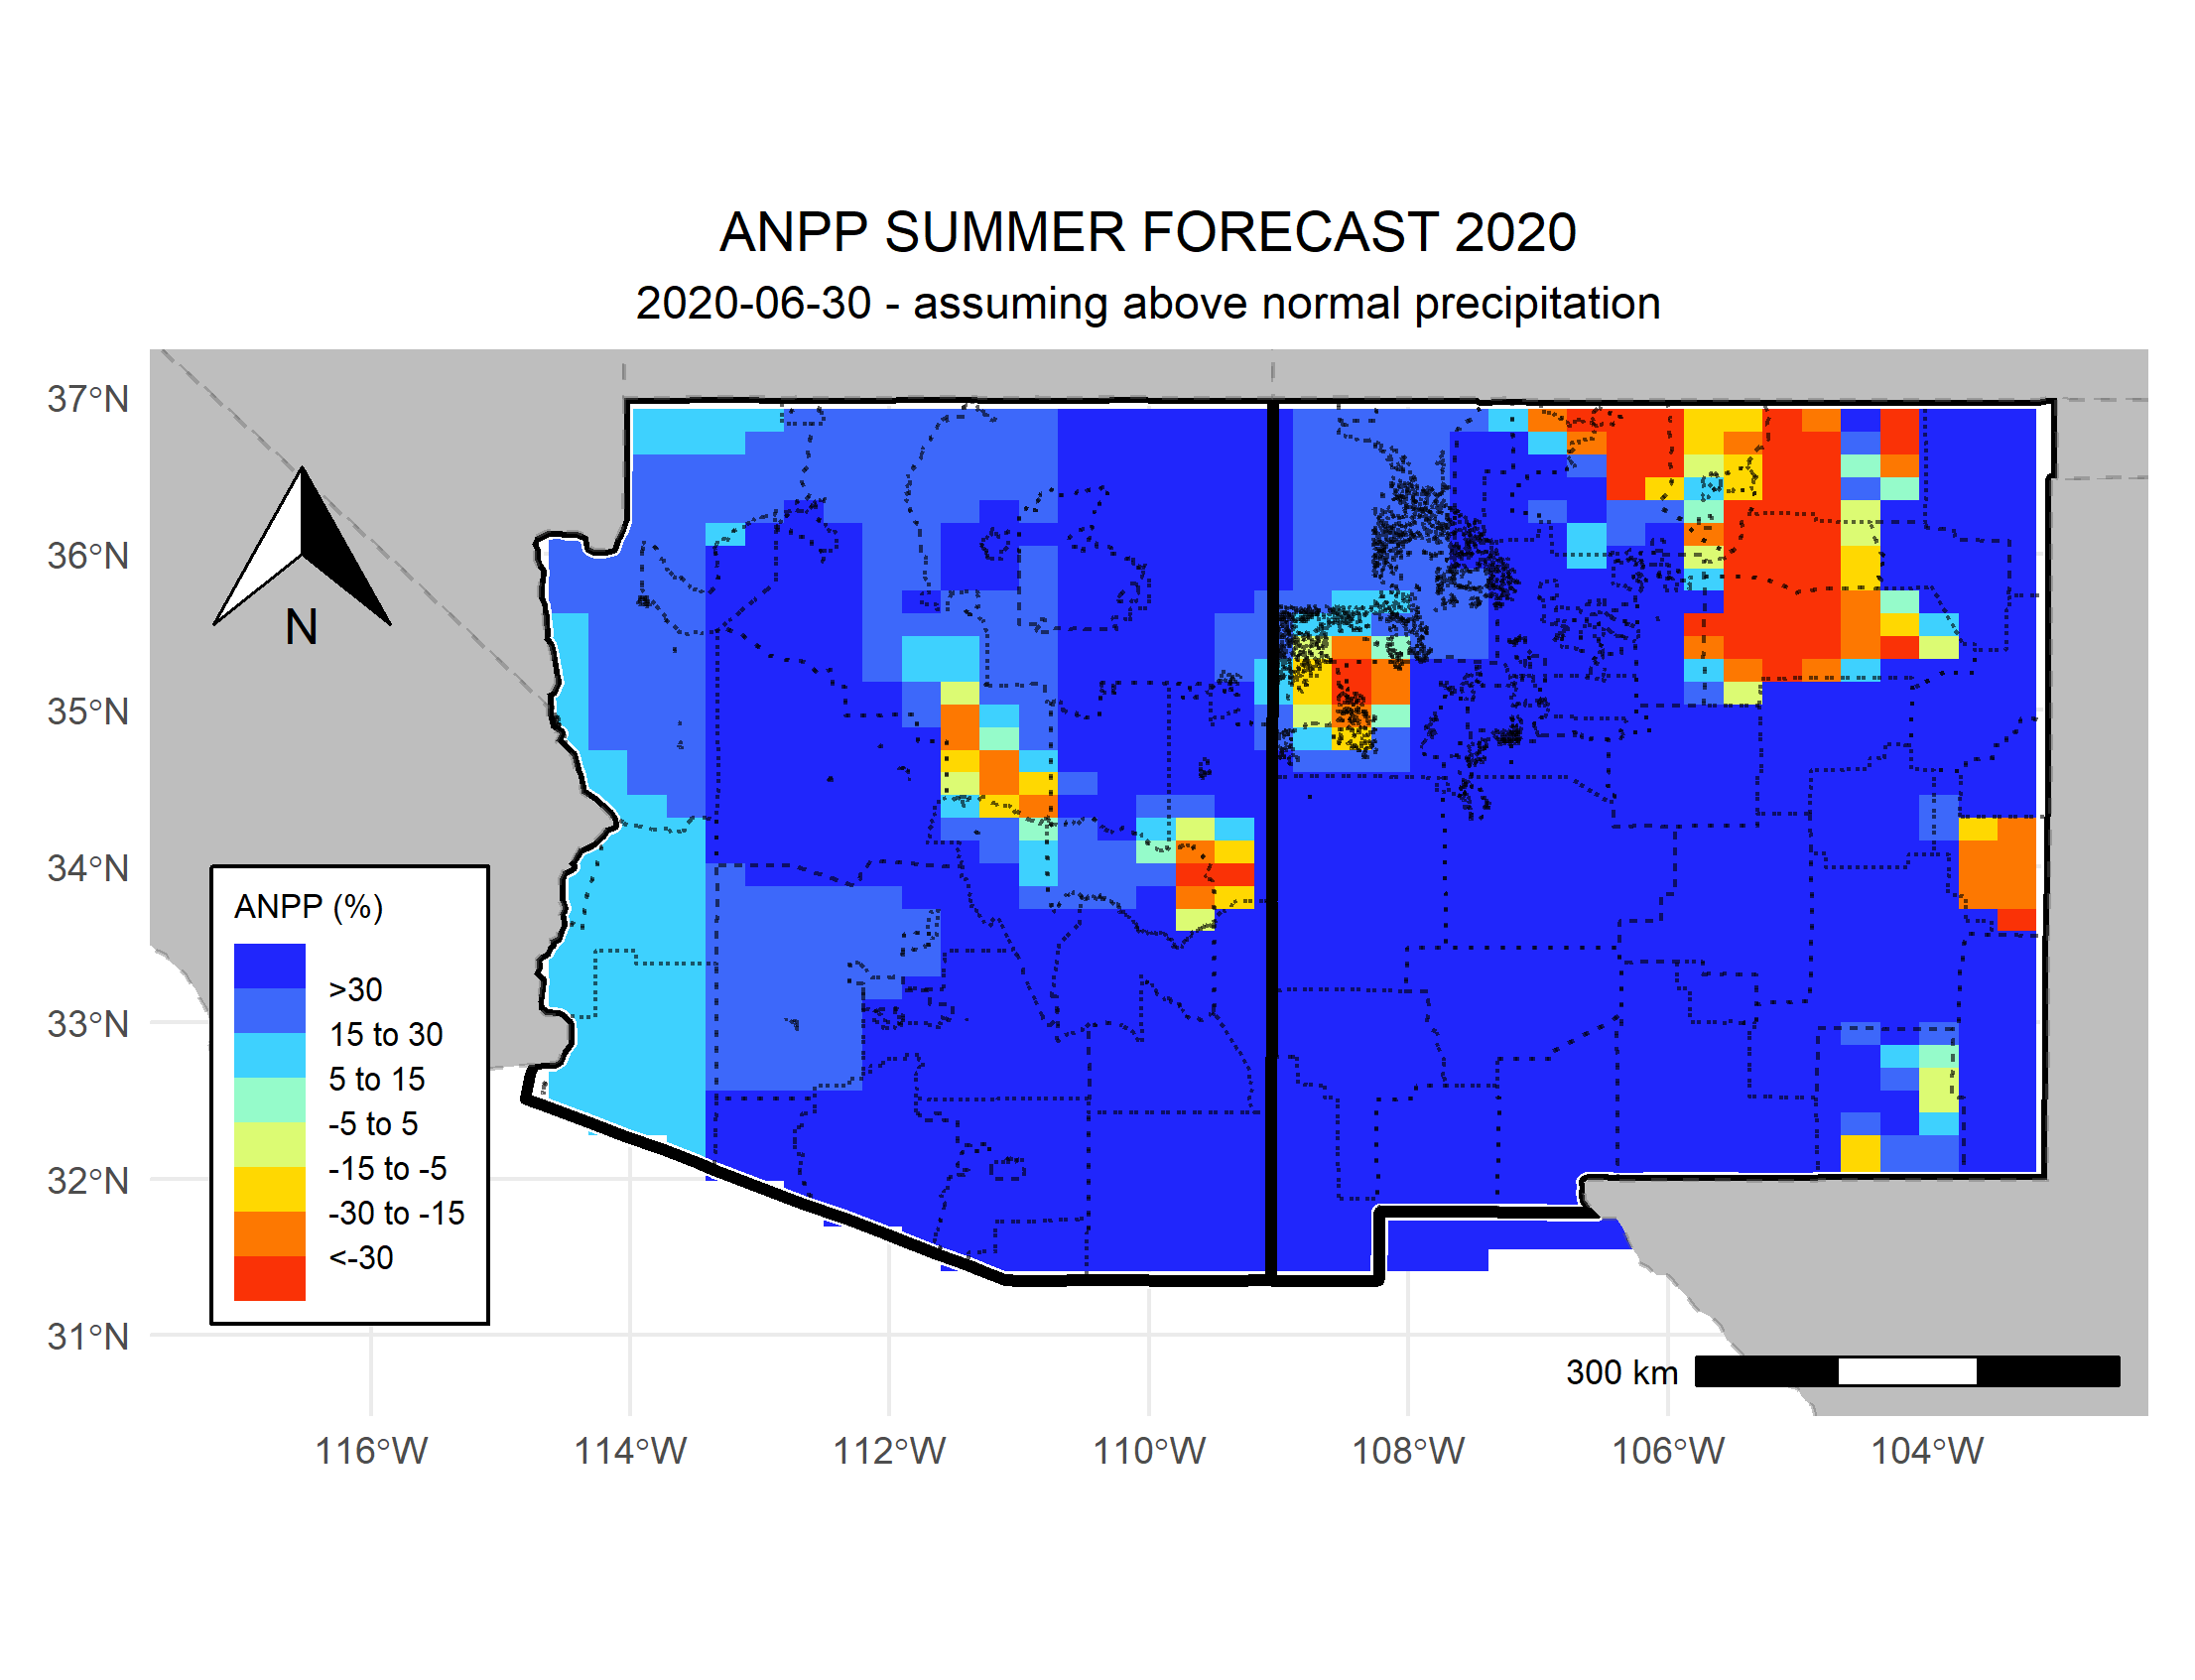 ANPP SUMMER FORECAST 2020
2020-06-30 - assuming above normal precipitation
37°N
36°N
35°N
34°N
33°N
32°N
31°N
N
ANPP (%)
>30
15 to 30
5 to 15
-5 to 5
-15 to -5
-30 to -15
<-30
300 km
116°W 114°W 112°W 110°W 108°W 106°W 104°W